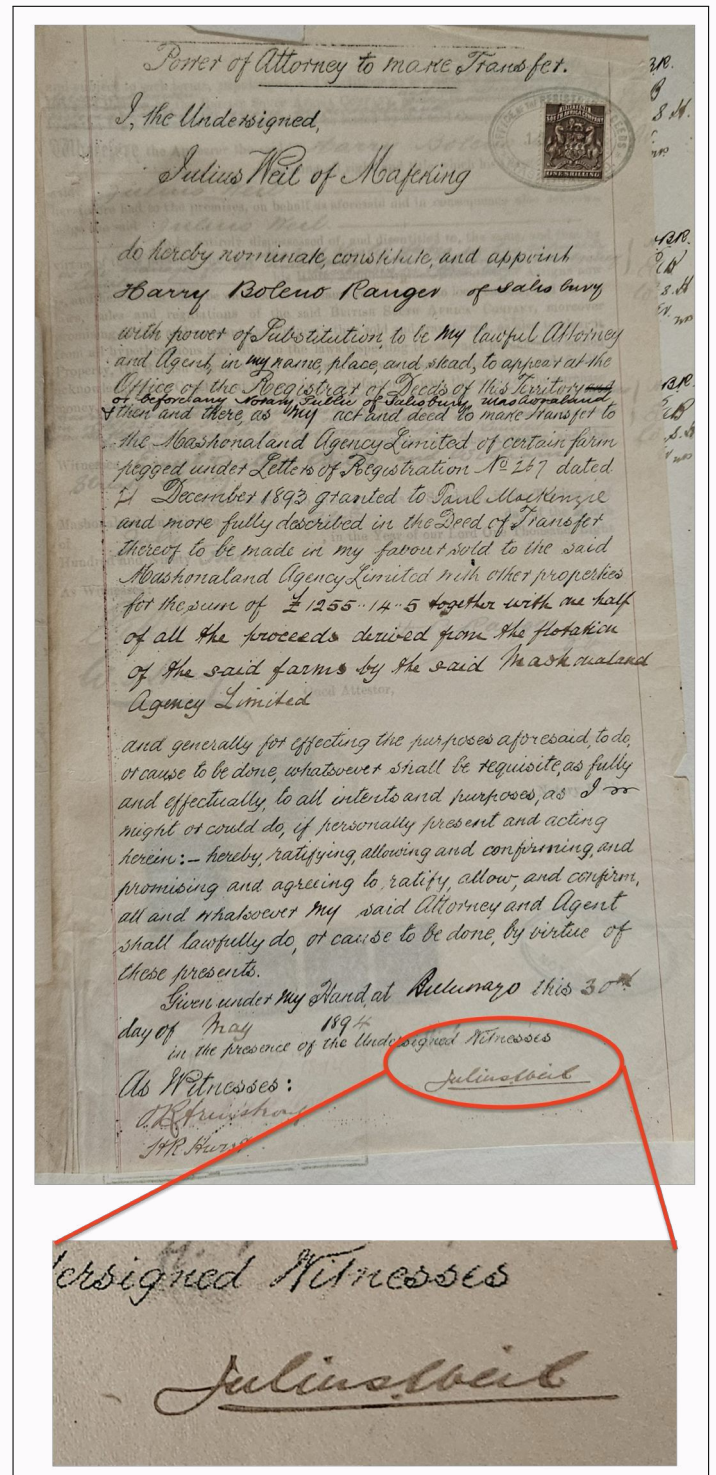 Power of Attorney to make Transfer.
I, the Undersigned,
Julius Weil of Mafeking
do hereby nominate, constitute, and appoint
Harry Boleno Ranger of Salisbury
with power of Substitution, to be my lawful Attorney
and Agent, in my name, place, and stead, to appear at the
Office of the Registrar of Deeds of this Territory and
or before any Notary Public of Salisbury Mashonaland
then and there, as my act and deed to make transfer to
the Mashonaland Agency Limited of certain farm
pegged under Letters of Registration No 267 dated
December 1893 granted to Paul MacKenzie
and more fully described in the Deed of Transfer
thereof to be made in my favour sold to the said
Mashonaland Agency Limited with other properties
for the sum of £1255..14..5 together with one half
of all the proceeds derived from the flotation
of the said farms by the said Mashonaland
Agency Limited
and generally for effecting the purposes aforesaid, to do,
or cause to be done, whatsoever shall be requisite, as fully
and effectually, to all intents and purposes, as I
might or could do, if personally present and acting
herein:– hereby, ratifying, allowing and confirming, and
promising and agreeing to, ratify, allow, and confirm,
all and whatsoever my said Attorney and Agent
shall lawfully do, or cause to be done, by virtue of
these presents.
Given under my Hand at Buluwayo this 30th
day of May 1894
in the presence of the Undersigned Witnesses
Julius Weil
As Witnesses:
H R Hurst
ONE SHILLING
ersigned Witnesses
Julius Weil